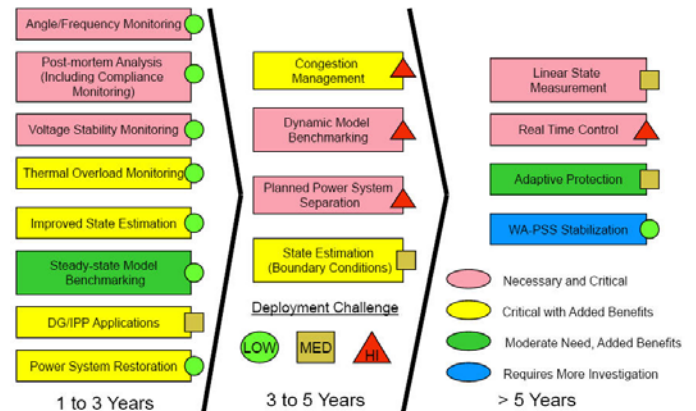 Angle/Frequency Monitoring
Post-mortem Analysis
(Including Compliance
Monitoring)
Voltage Stability Monitoring
Thermal Overload Monitoring
Improved State Estimation
Steady-state Model
Benchmarking
DG/IPP Applications
Power System Restoration
1 to 3 Years
Congestion
Management
Dynamic Model
Benchmarking
Planned Power System
Separation
State Estimation
(Boundary Conditions)
Deployment Challenge
LOW
MED
HI
3 to 5 Years
Linear State
Measurement
Real Time Control
Adaptive Protection
WA-PSS Stabilization
Necessary and Critical
Critical with Added Benefits
Moderate Need, Added Benefits
Requires More Investigation
> 5 Years